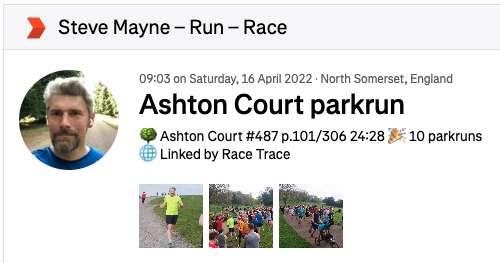 Steve Mayne – Run – Race
09:03 on Saturday, 16 April 2022 · North Somerset, England
Ashton Court parkrun
🌳 Ashton Court #487 p.101/306 24:28 🎉 10 parkruns
🌐 Linked by Race Trace